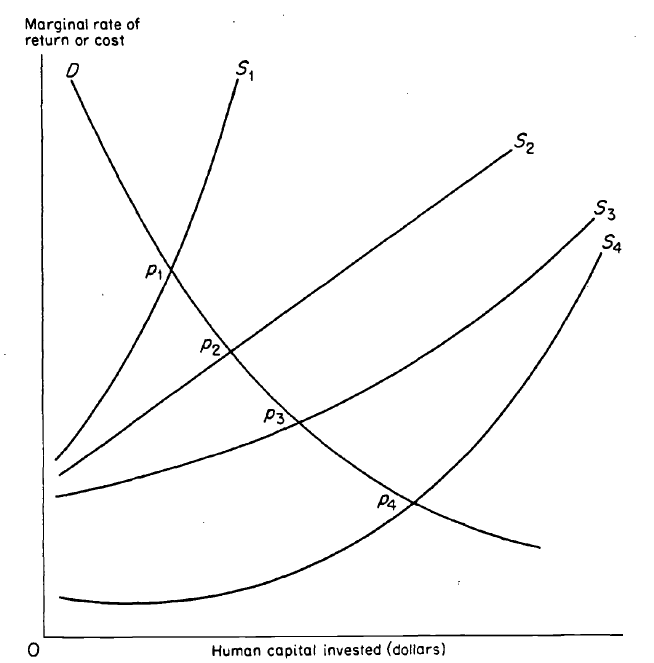 Marginal rate of
return or cost
D
S1
S2
S3
S4
p1
p2
p3
p4
O
Human capital invested (dollars)